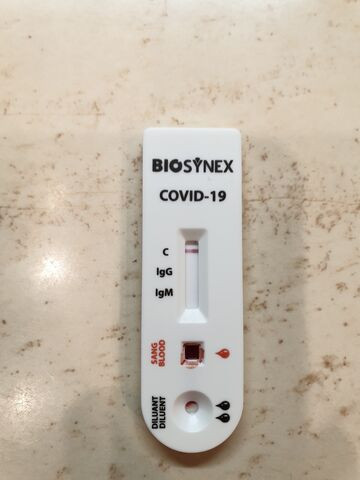 BIOSYNEX
COVID-19
C
IgG
IgM
SANG
BLOOD
DILUANT
DILUENT